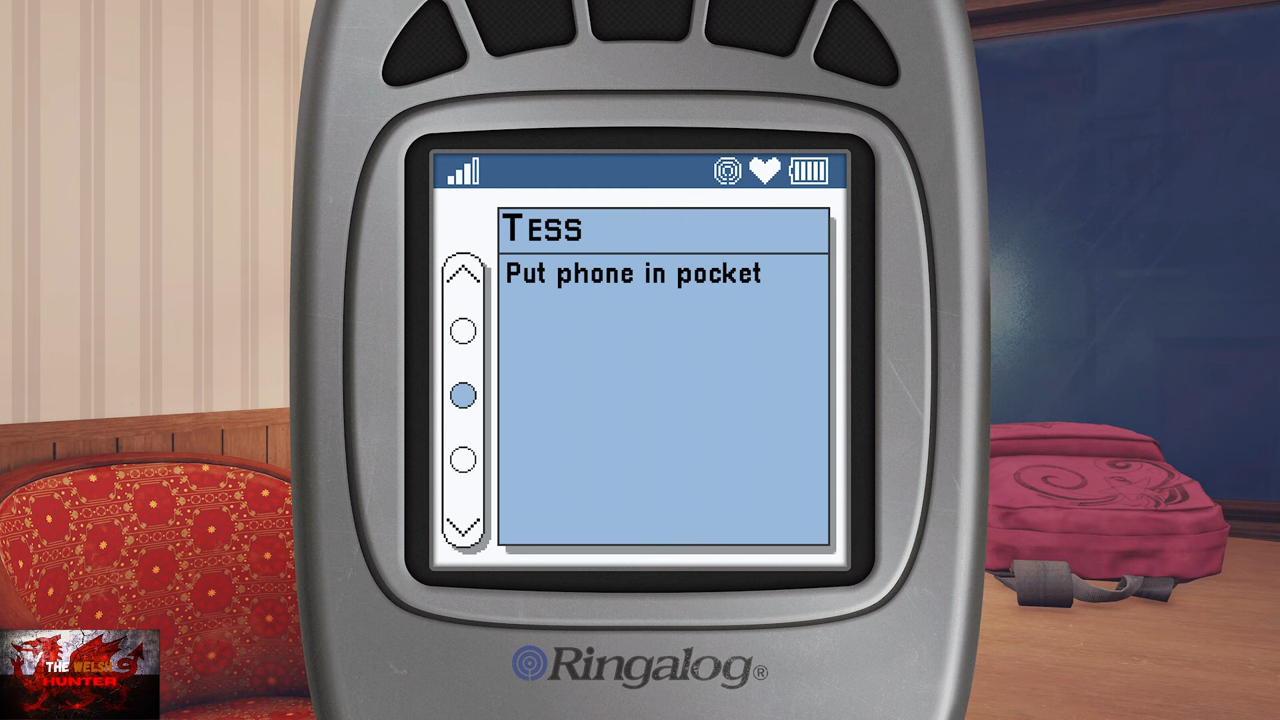 TESS
Put phone in pocket
Ringalog®
THE WELSH
HUNTER